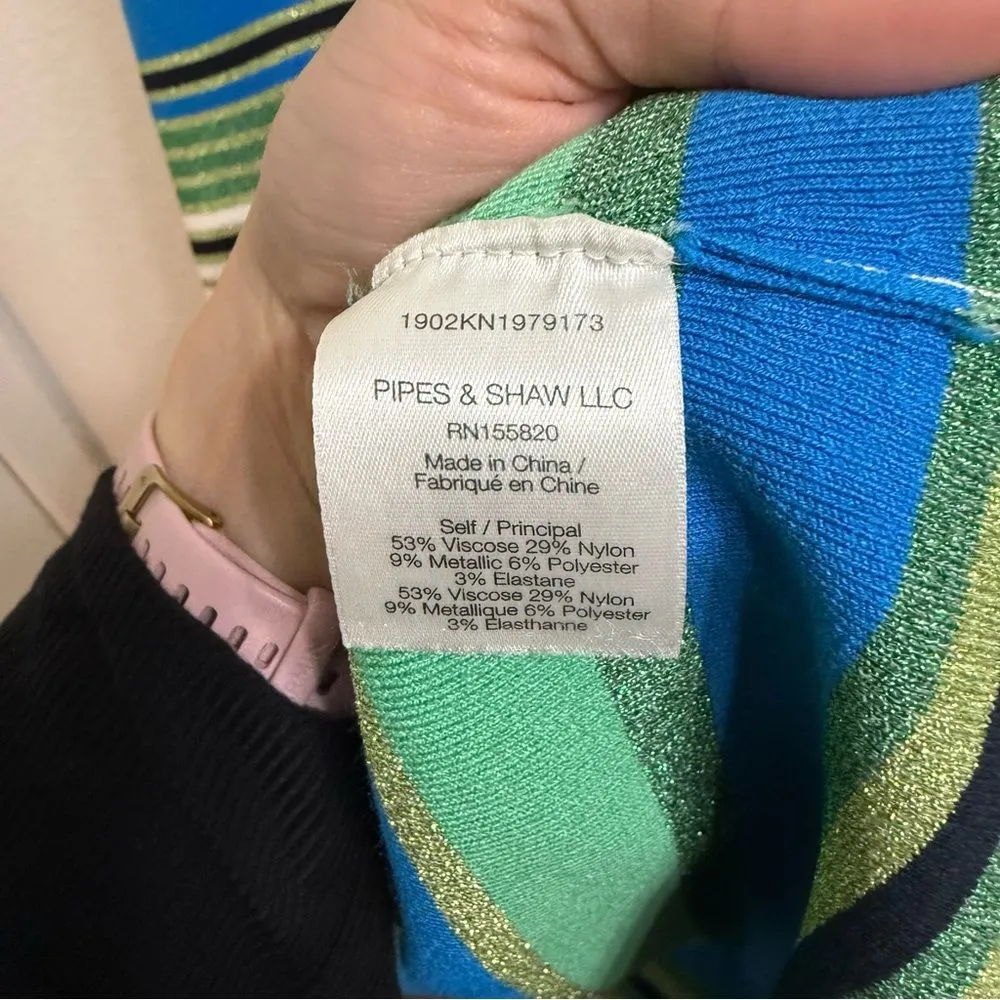 1902KN1979173
PIPES & SHAW LLC
RN155820
Made in China /
Fabriqué en Chine
Self / Principal
53% Viscose 29% Nylon
9% Metallic 6% Polyester
3% Elastane
53% Viscose 29% Nylon
9% Metallique 6% Polyester
3% Elasthanne